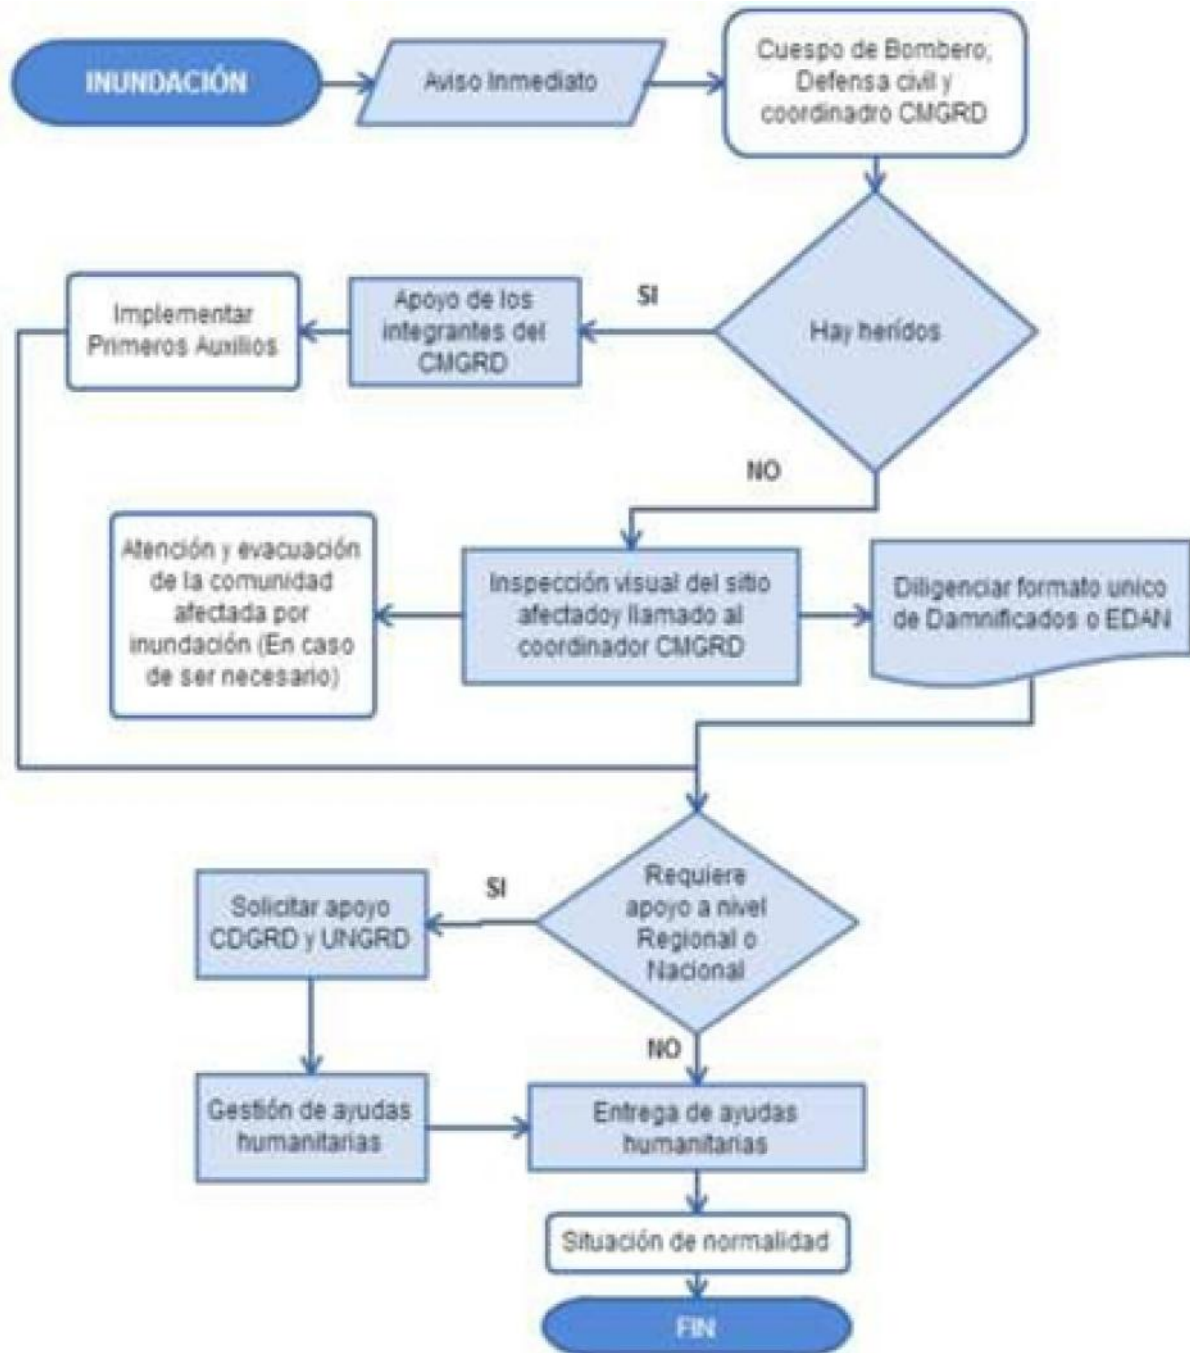 INUNDACIÓN
Aviso Inmediato
Cuespo de Bombero,
Defensa civil y
coordinadro CMGRD
Hay heridos
SI
Apoyo de los
integrantes del
CMGRD
Implementar
Primeros Auxilios
NO
Inspección visual del sitio
afectadoy llamado al
coordinador CMGRD
Atención y evacuación
de la comunidad
afectada por
inundación (En caso
de ser necesario)
Diligenciar formato unico
de Damnificados o EDAN
Requiere
apoyo a nivel
Regional o
Nacional
SI
Solicitar apoyo
CDGRD y UNGRD
NO
Gestión de ayudas
humanitarias
Entrega de ayudas
humanitarias
Situación de normalidad
FIN